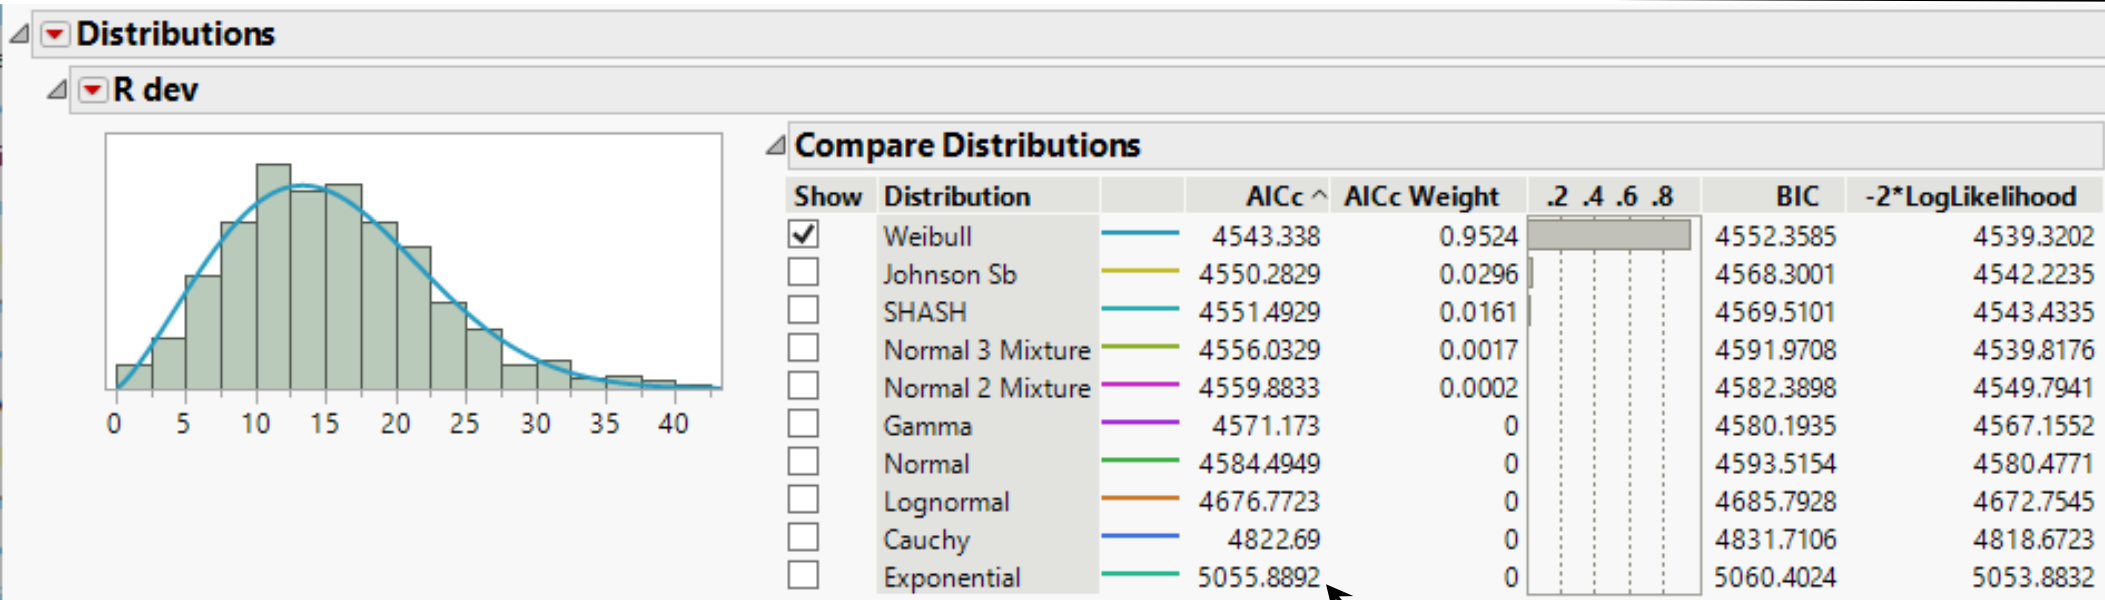 Distributions
R dev
0 5 10 15 20 25 30 35 40
Compare Distributions
Show Distribution AICc ^ AICc Weight .2 .4 .6 .8 BIC -2*LogLikelihood
Weibull 4543.338 0.9524 4552.3585 4539.3202
Johnson Sb 4550.2829 0.0296 4568.3001 4542.2235
SHASH 4551.4929 0.0161 4569.5101 4543.4335
Normal 3 Mixture 4556.0329 0.0017 4591.9708 4539.8176
Normal 2 Mixture 4559.8833 0.0002 4582.3898 4549.7941
Gamma 4571.173 0 4580.1935 4567.1552
Normal 4584.4949 0 4593.5154 4580.4771
Lognormal 4676.7723 0 4685.7928 4672.7545
Cauchy 4822.69 0 4831.7106 4818.6723
Exponential 5055.8892 0 5060.4024 5053.8832